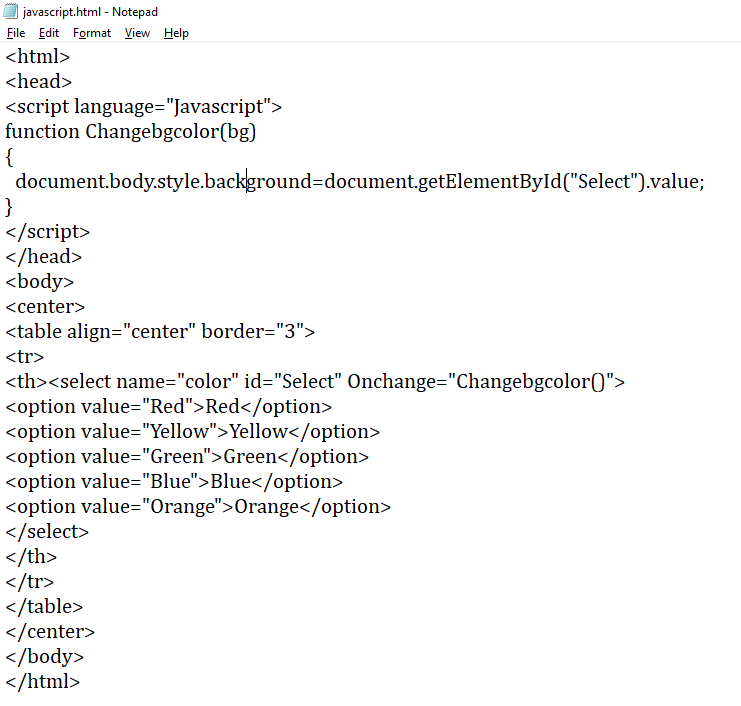 javascript.html - Notepad
File Edit Format View Help
<html>
<head>
<script language="Javascript">
function Changebgcolor(bg)
{
  document.body.style.background=document.getElementById("Select").value;
}
</script>
</head>
<body>
<center>
<table align="center" border="3">
<tr>
<th><select name="color" id="Select" Onchange="Changebgcolor()">
<option value="Red">Red</option>
<option value="Yellow">Yellow</option>
<option value="Green">Green</option>
<option value="Blue">Blue</option>
<option value="Orange">Orange</option>
</select>
</th>
</tr>
</table>
</center>
</body>
</html>